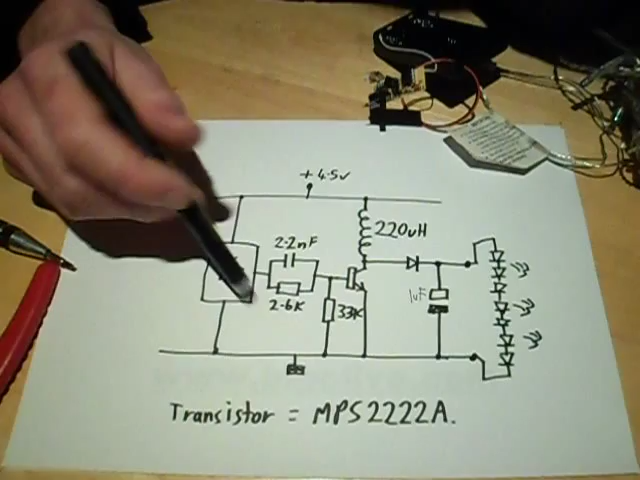 + 4.5v
220uH
2.2nF
1uF
2.6K
33K
Transistor = MPS2222A.